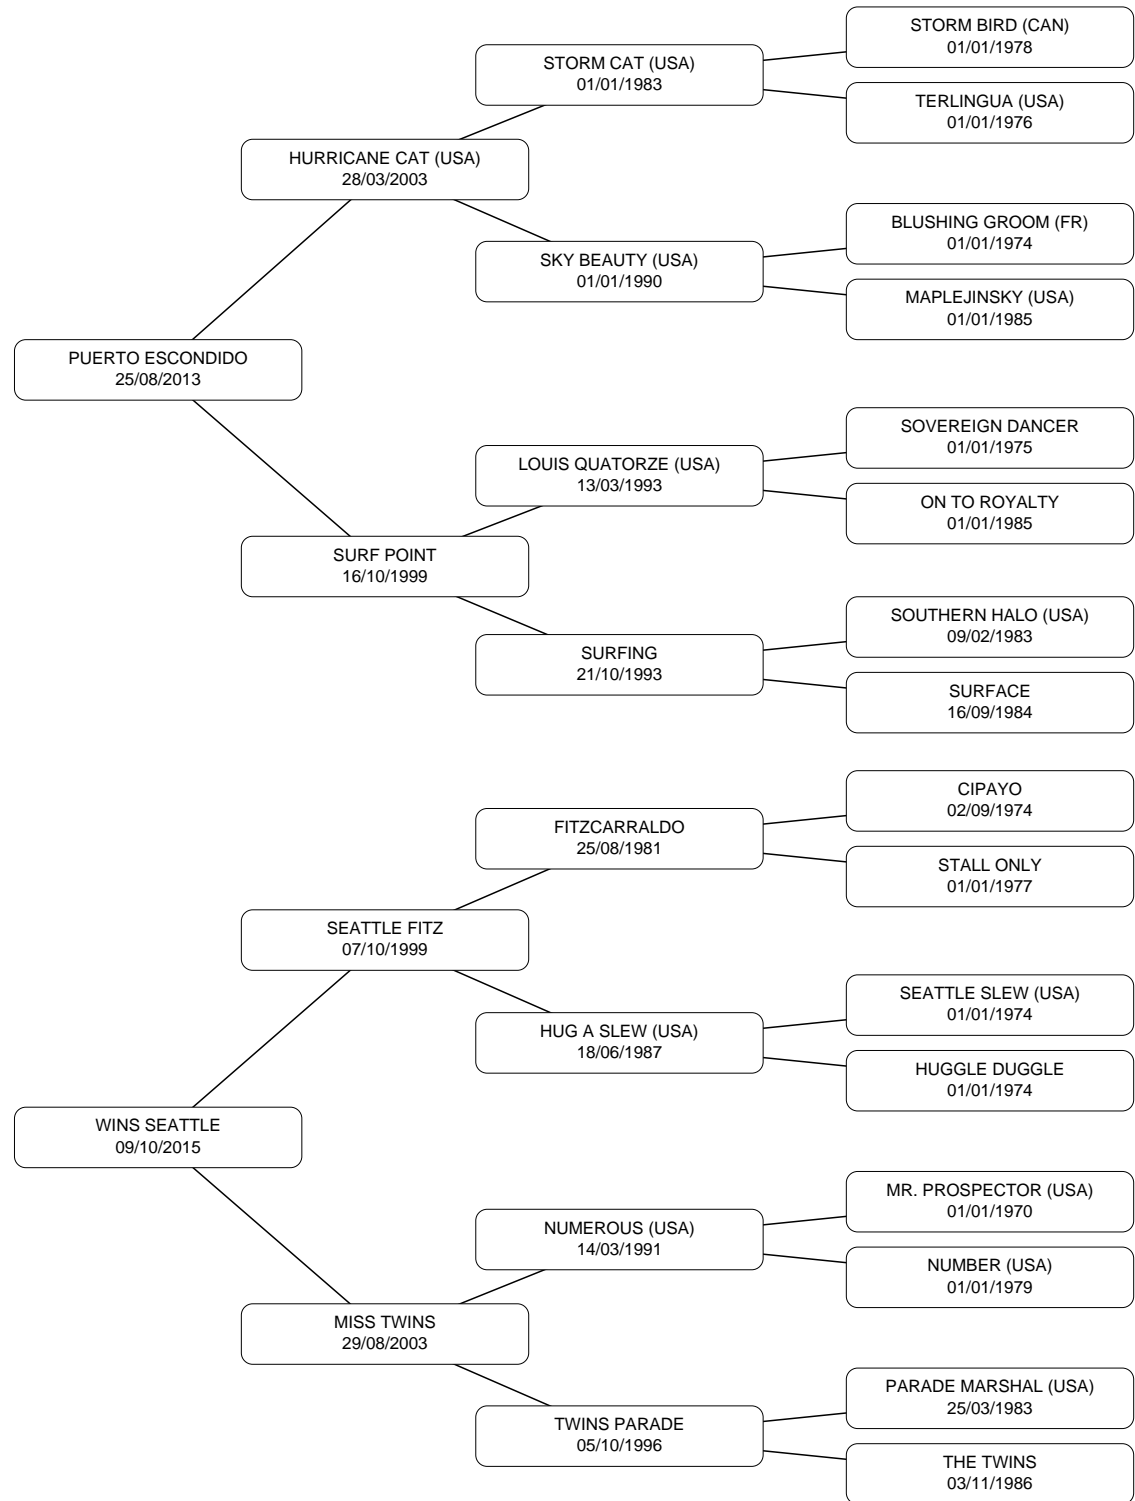 STORM BIRD (CAN)
01/01/1978
STORM CAT (USA)
01/01/1983
TERLINGUA (USA)
01/01/1976
HURRICANE CAT (USA)
28/03/2003
BLUSHING GROOM (FR)
01/01/1974
SKY BEAUTY (USA)
01/01/1990
MAPLEJINSKY (USA)
01/01/1985
PUERTO ESCONDIDO
25/08/2013
SOVEREIGN DANCER
01/01/1975
LOUIS QUATORZE (USA)
13/03/1993
ON TO ROYALTY
01/01/1985
SURF POINT
16/10/1999
SOUTHERN HALO (USA)
09/02/1983
SURFING
21/10/1993
SURFACE
16/09/1984
CIPAYO
02/09/1974
FITZCARRALDO
25/08/1981
STALL ONLY
01/01/1977
SEATTLE FITZ
07/10/1999
SEATTLE SLEW (USA)
01/01/1974
HUG A SLEW (USA)
18/06/1987
HUGGLE DUGGLE
01/01/1974
WINS SEATTLE
09/10/2015
MR. PROSPECTOR (USA)
01/01/1970
NUMEROUS (USA)
14/03/1991
NUMBER (USA)
01/01/1979
MISS TWINS
29/08/2003
PARADE MARSHAL (USA)
25/03/1983
TWINS PARADE
05/10/1996
THE TWINS
03/11/1986